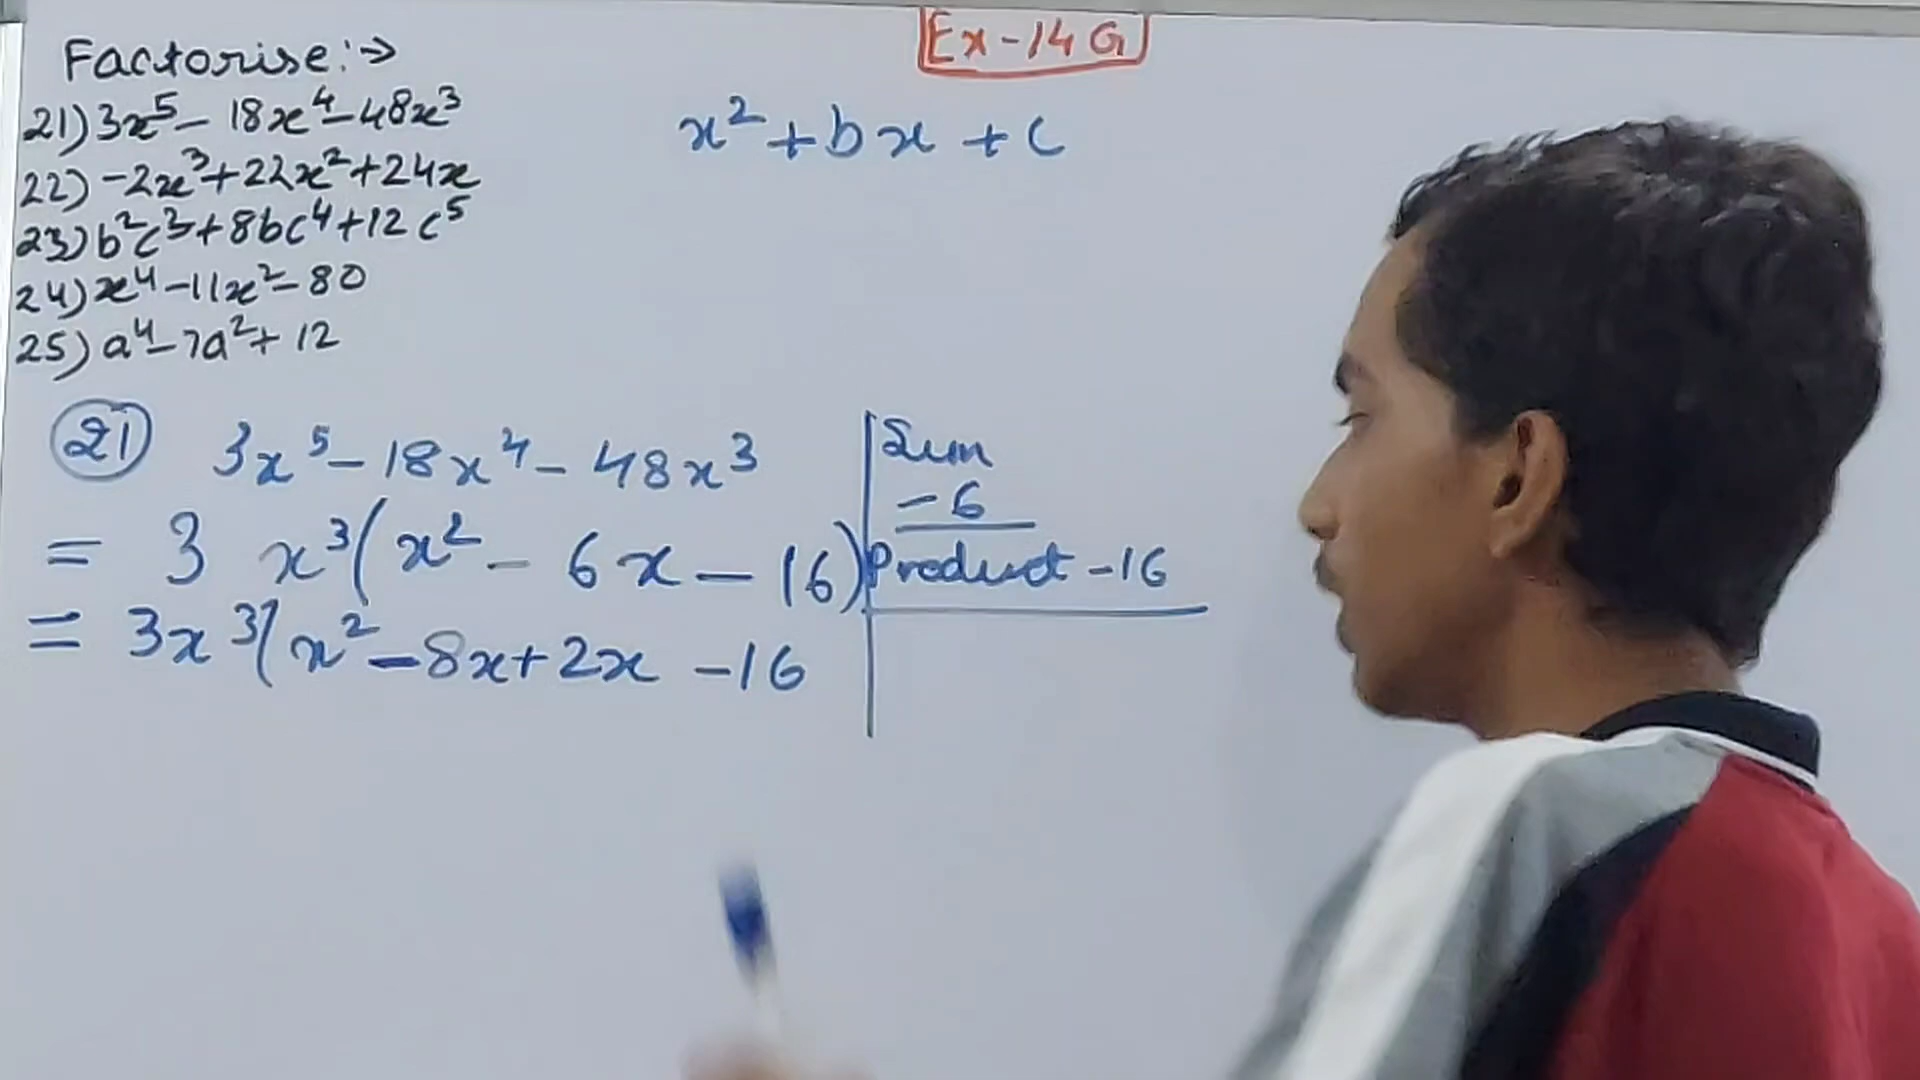 Ex-14 G
Factorise:→
21) 3x⁵ - 18x⁴ - 48x³
22) -2x³ + 22x² + 24x
23) b²c³ + 8bc⁴ + 12c⁵
24) x⁴ - 11x² - 80
25) a⁴ - 7a² + 12
x² + bx + c
21 3x⁵ - 18x⁴ - 48x³
= 3 x³(x² - 6x - 16)
= 3x³(x² - 8x + 2x - 16
Sum
-6
Product -16